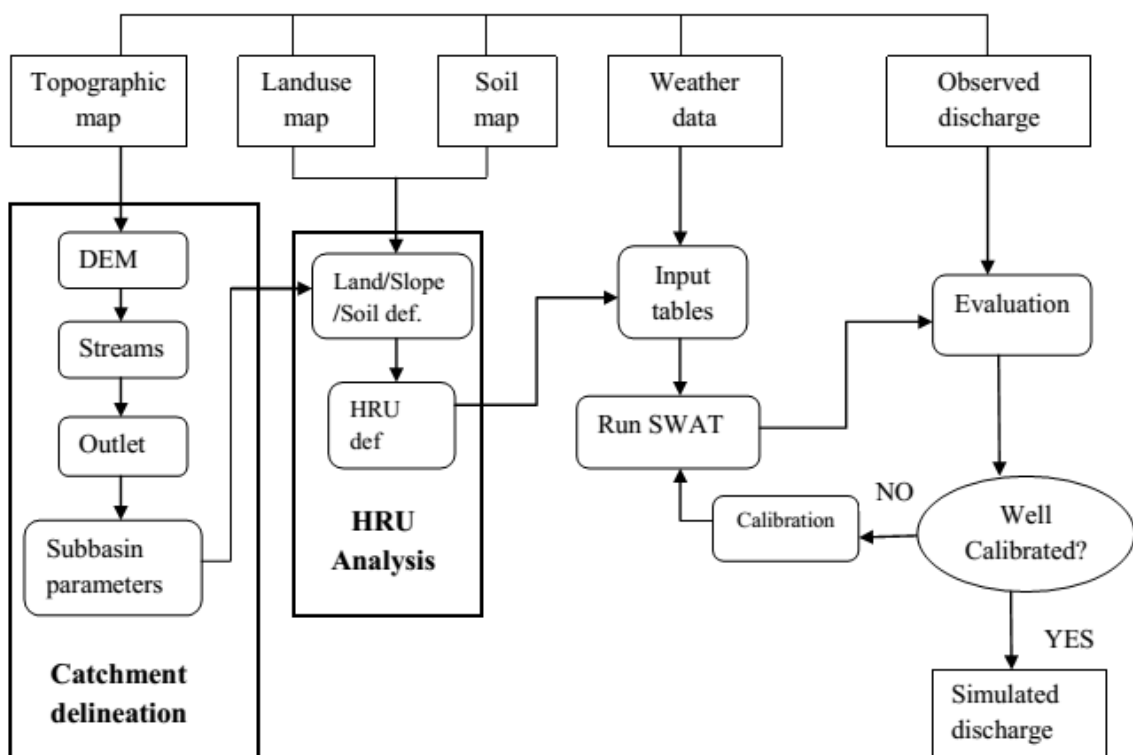 Topographic
map
Landuse
map
Soil
map
Weather
data
Observed
discharge
DEM
Streams
Outlet
Subbasin
parameters
Catchment
delineation
Land/Slope
/Soil def.
HRU
def
HRU
Analysis
Input
tables
Run SWAT
Calibration
Evaluation
NO
Well
Calibrated?
YES
Simulated
discharge